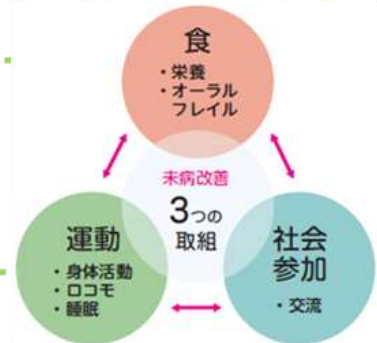 食
・栄養
・オーラル
フレイル
未病改善
3つの
取組
運動
・身体活動
・ロコモ
・睡眠
社会
参加
・交流